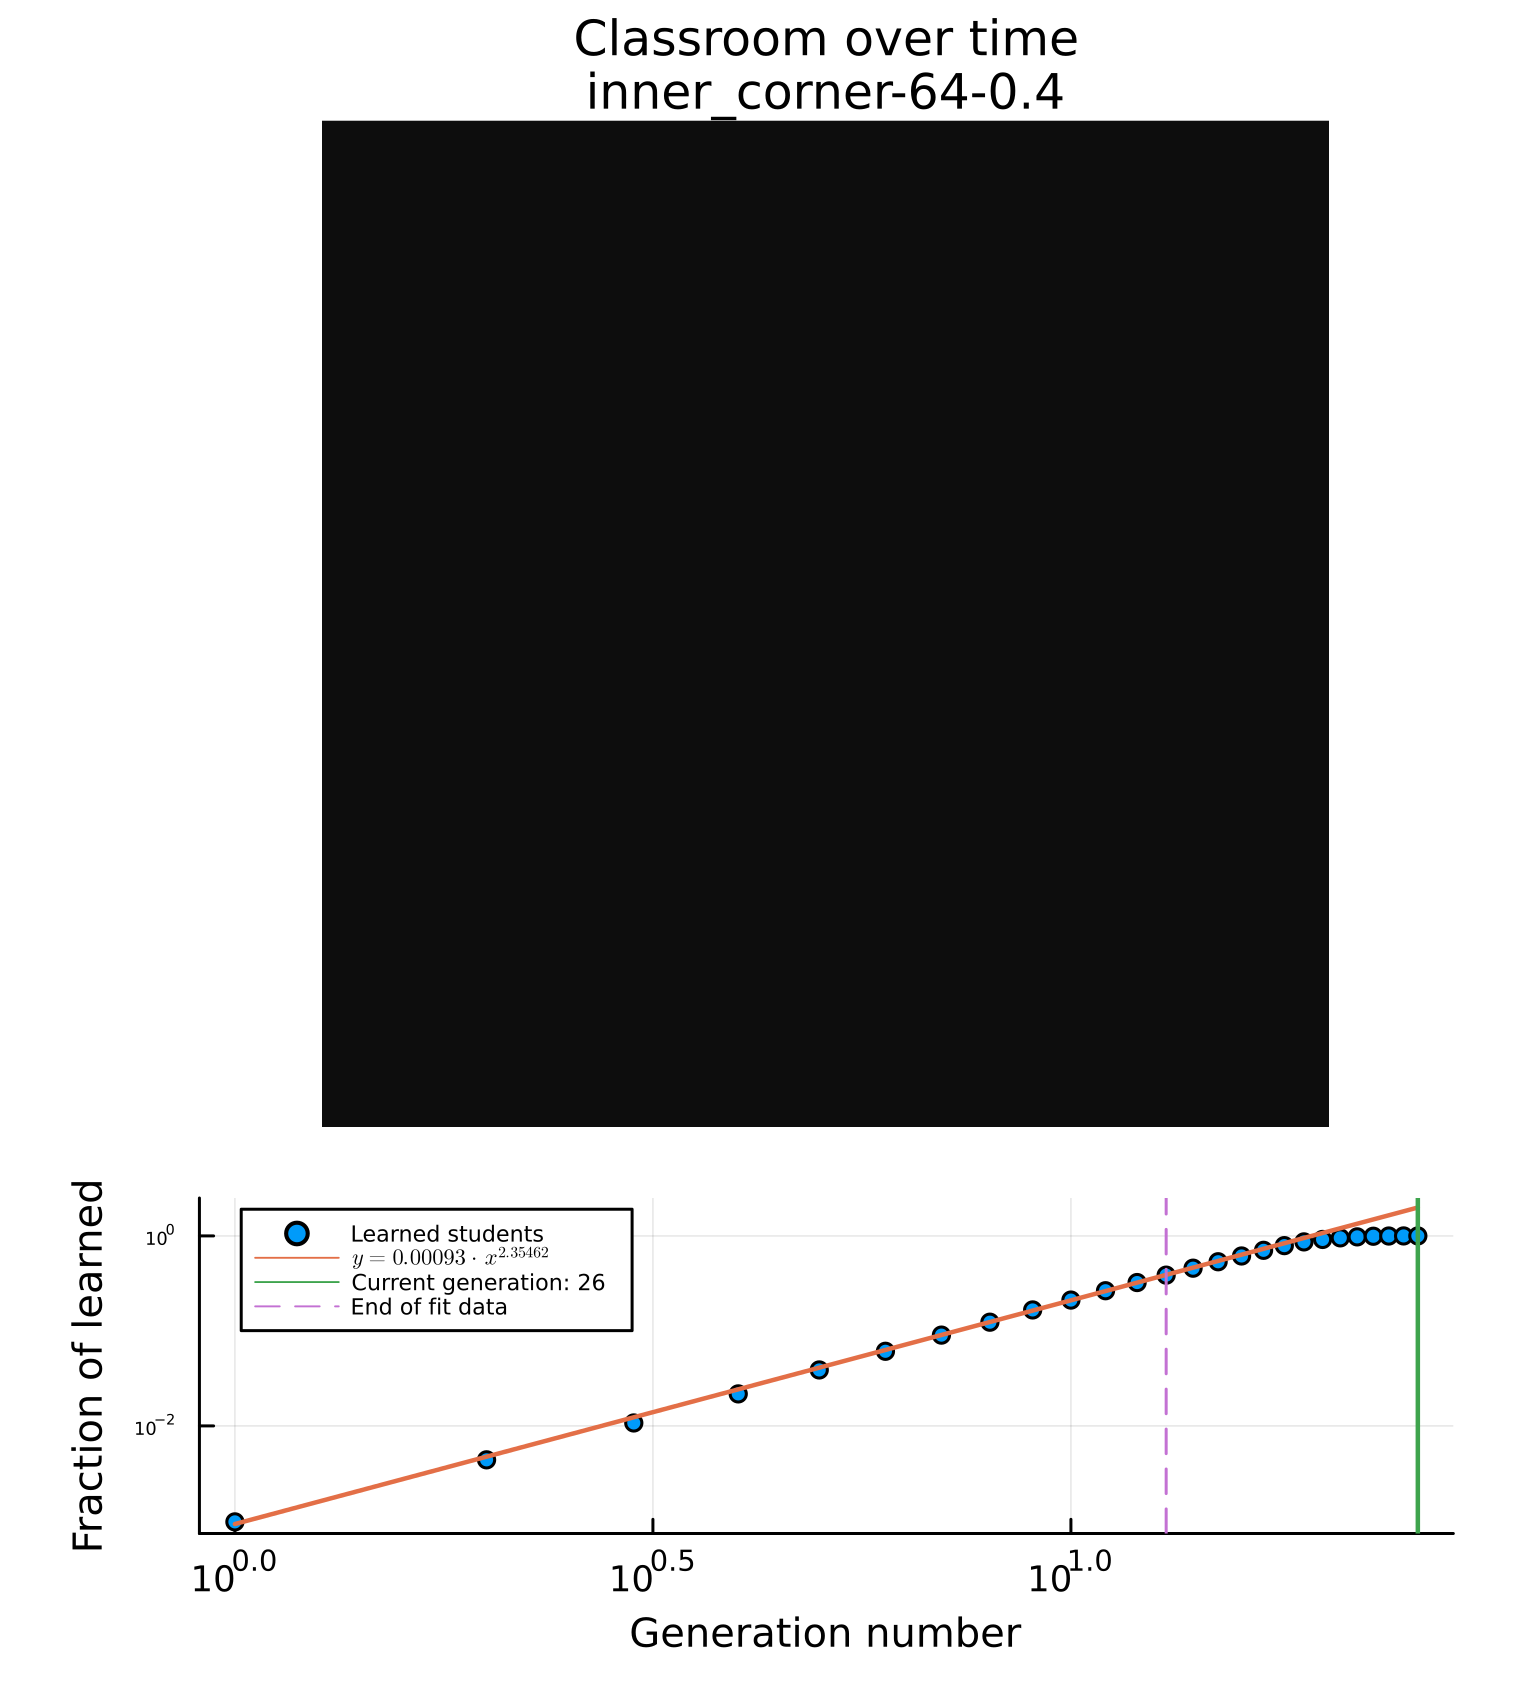 Classroom over time
inner_corner-64-0.4
Fraction of learned
10^0
10^−2
Learned students
y = 0.00093 · x^2.35462
Current generation: 26
End of fit data
10^0.0
10^0.5
10^1.0
Generation number